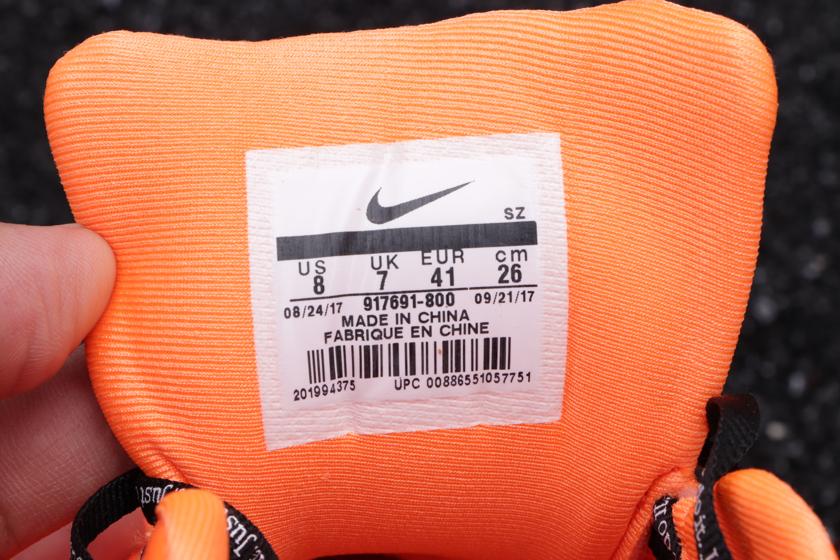 SZ
US UK EUR cm
8 7 41 26
08/24/17 917691-800 09/21/17
MADE IN CHINA
FABRIQUE EN CHINE
201994375 UPC 00886551057751